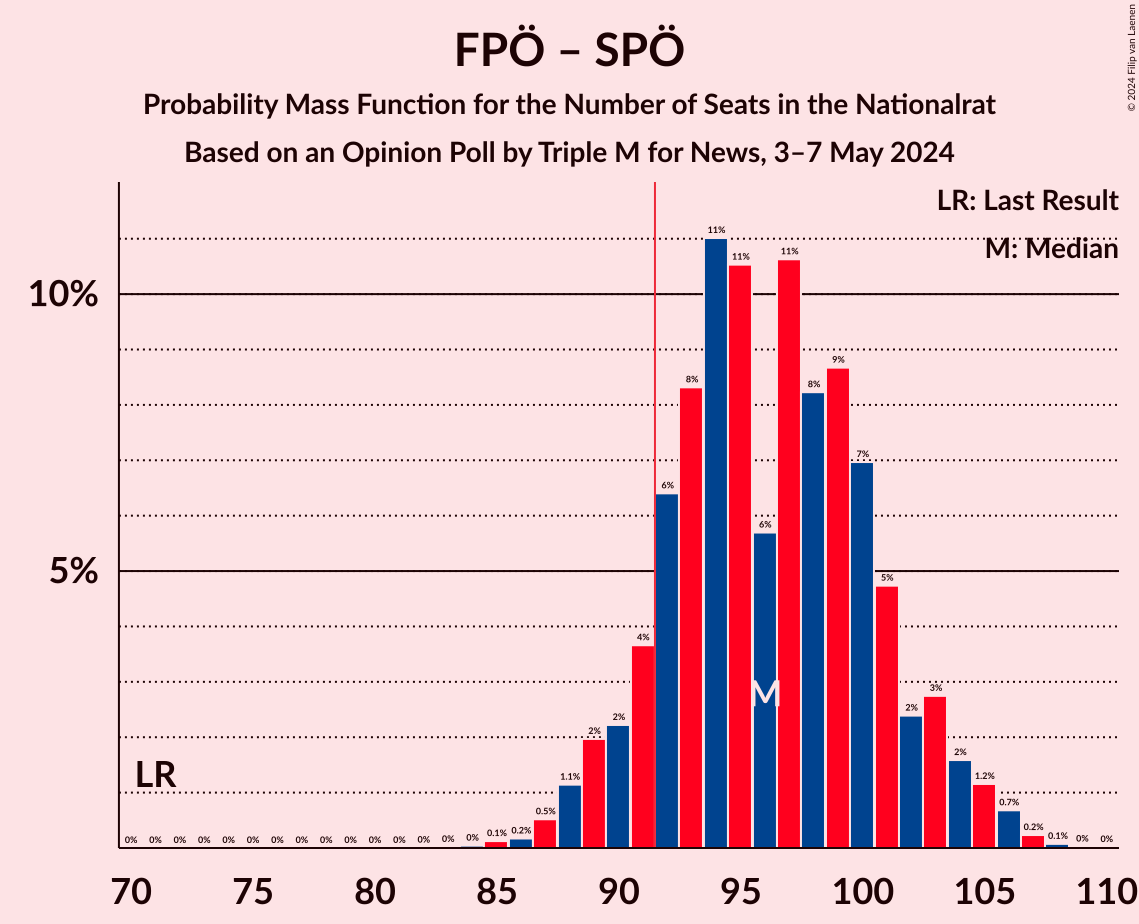 FPÖ – SPÖ
Probability Mass Function for the Number of Seats in the Nationalrat
Based on an Opinion Poll by Triple M for News, 3–7 May 2024
© 2024 Filip van Laenen
LR: Last Result
M: Median
10%
5%
0% 0% 0% 0% 0% 0% 0% 0% 0% 0% 0% 0% 0% 0% 0% 0.1% 0.2% 0.5% 1.1% 2% 2% 4% 6% 8% 11% 11% 6% 11% 8% 9% 7% 5% 2% 3% 2% 1.2% 0.7% 0.2% 0.1% 0% 0%
M
LR
70 75 80 85 90 95 100 105 110